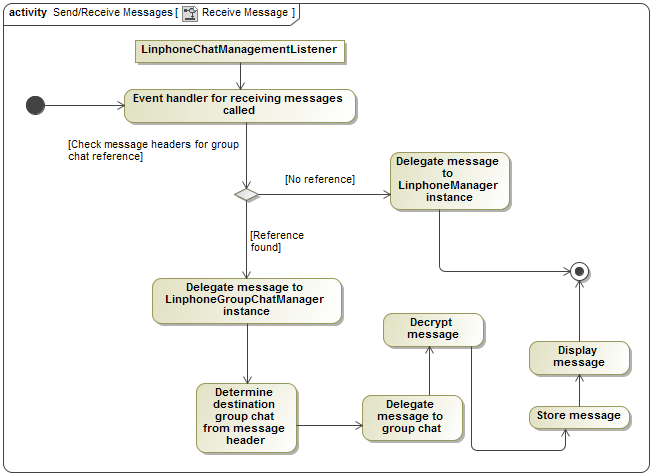 activity Send/Receive Messages [ Receive Message ]
LinphoneChatManagementListener
Event handler for receiving messages
called
[Check message headers for group
chat reference]
[No reference]
Delegate message
to
LinphoneManager
instance
[Reference
found]
Delegate message to
LinphoneGroupChatManager
instance
Decrypt
message
Display
message
Determine
destination
group chat
from message
header
Delegate
message to
group chat
Store message